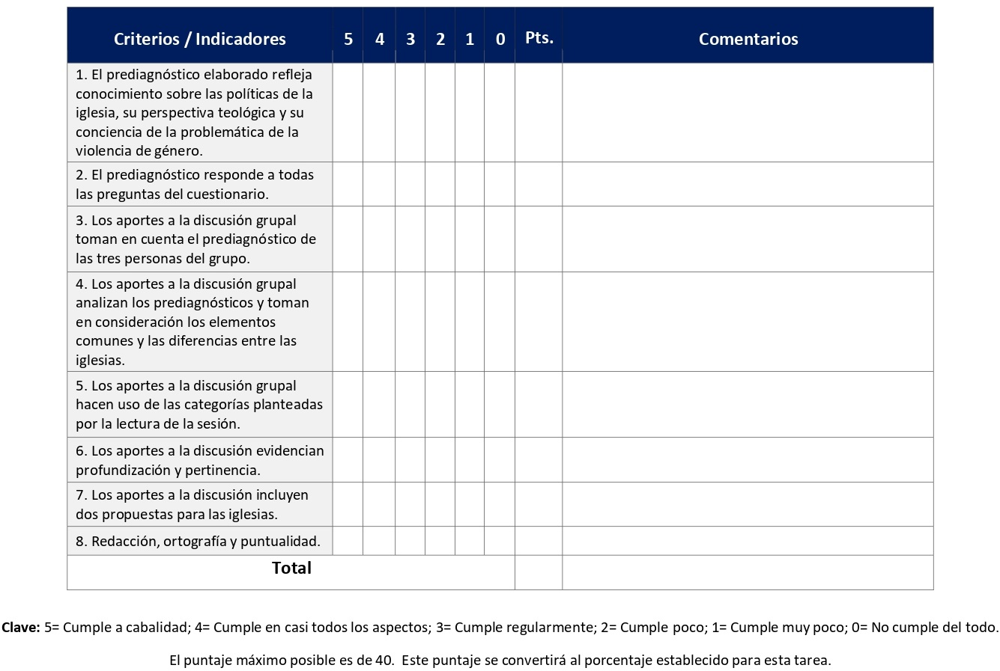 Criterios / Indicadores 5 4 3 2 1 0 Pts. Comentarios
1. El prediagnóstico elaborado refleja
conocimiento sobre las políticas de la
iglesia, su perspectiva teológica y su
conciencia de la problemática de la
violencia de género.
2. El prediagnóstico responde a todas
las preguntas del cuestionario.
3. Los aportes a la discusión grupal
toman en cuenta el prediagnóstico de
las tres personas del grupo.
4. Los aportes a la discusión grupal
analizan los prediagnósticos y toman
en consideración los elementos
comunes y las diferencias entre las
iglesias.
5. Los aportes a la discusión grupal
hacen uso de las categorías planteadas
por la lectura de la sesión.
6. Los aportes a la discusión evidencian
profundización y pertinencia.
7. Los aportes a la discusión incluyen
dos propuestas para las iglesias.
8. Redacción, ortografía y puntualidad.
Total
Clave: 5= Cumple a cabalidad; 4= Cumple en casi todos los aspectos; 3= Cumple regularmente; 2= Cumple poco; 1= Cumple muy poco; 0= No cumple del todo.
El puntaje máximo posible es de 40. Este puntaje se convertirá al porcentaje establecido para esta tarea.